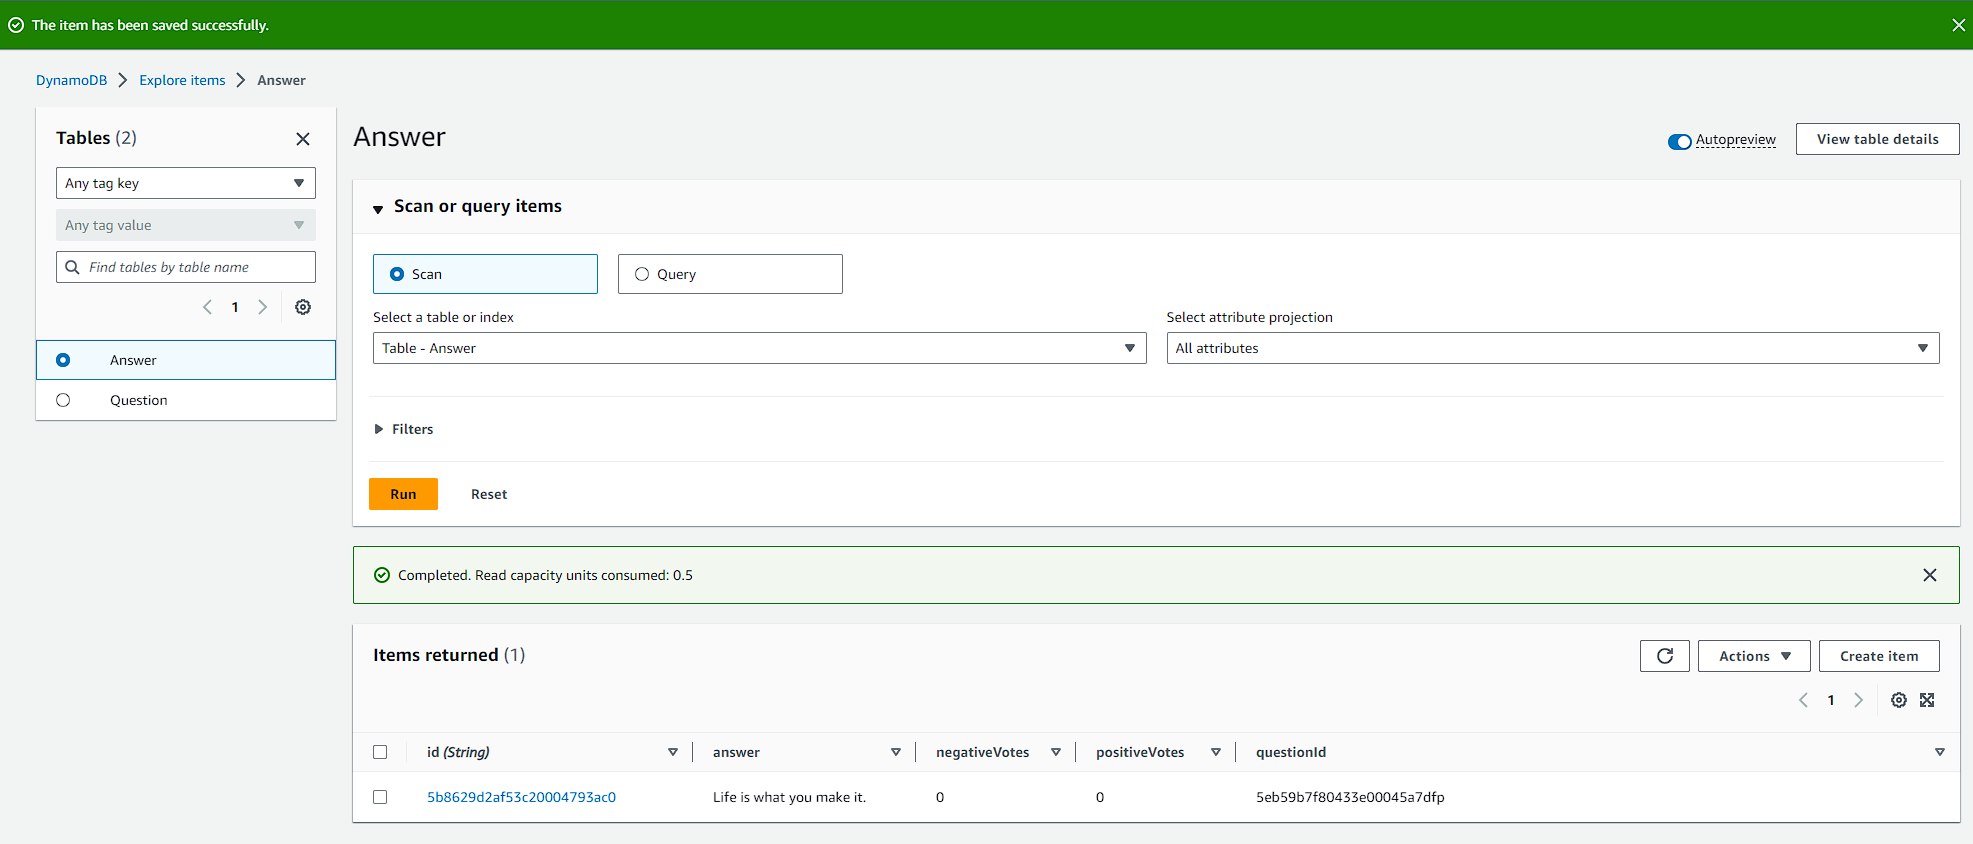 The item has been saved successfully.
DynamoDB > Explore items > Answer
Tables (2)
Any tag key
Any tag value
Find tables by table name
1
Answer
Question
Answer
Autopreview
View table details
Scan or query items
Scan
Query
Select a table or index
Table - Answer
Select attribute projection
All attributes
Filters
Run
Reset
Completed. Read capacity units consumed: 0.5
Items returned (1)
Actions
Create item
1
id (String) answer negativeVotes positiveVotes questionId
5b8629d2af53c20004793ac0 Life is what you make it. 0 0 5eb59b7f80433e00045a7dfp